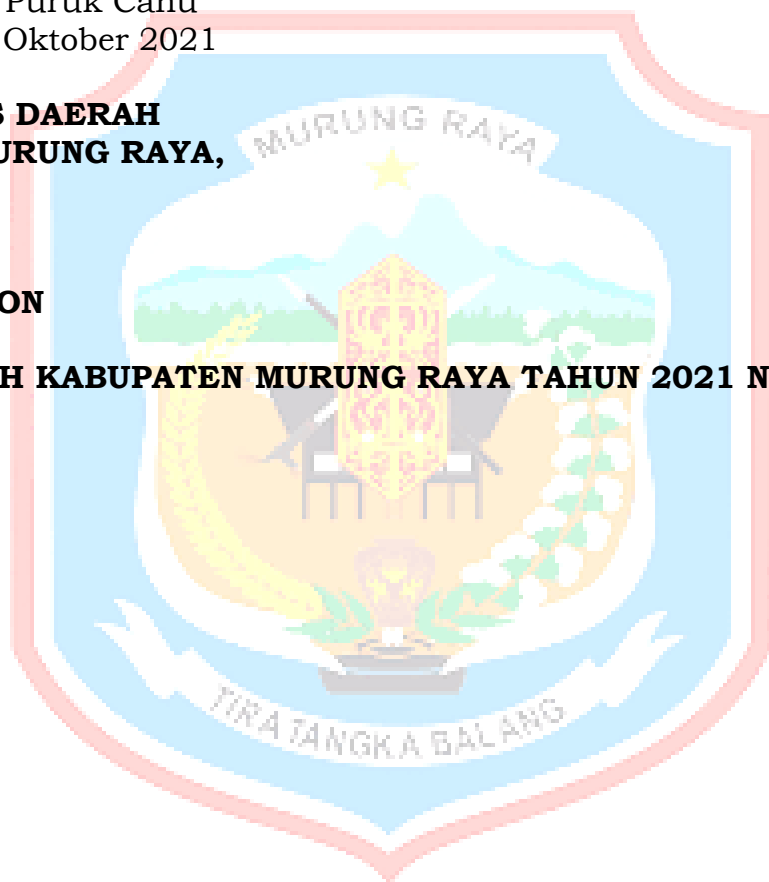 Puruk Cahu
Oktober 2021
S DAERAH
URUNG RAYA,
MURUNG RAYA
ON
H KABUPATEN MURUNG RAYA TAHUN 2021 N
TIRA TANGKA BALANG